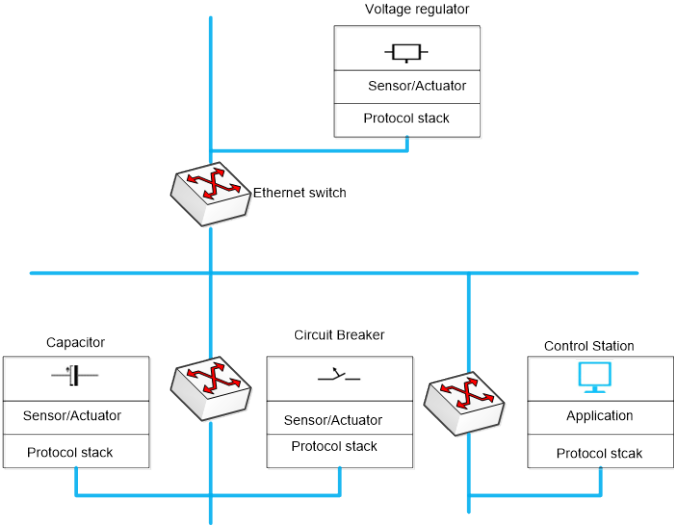 Voltage regulator
Sensor/Actuator
Protocol stack
Ethernet switch
Capacitor
Sensor/Actuator
Protocol stack
Circuit Breaker
Sensor/Actuator
Protocol stack
Control Station
Application
Protocol stcak